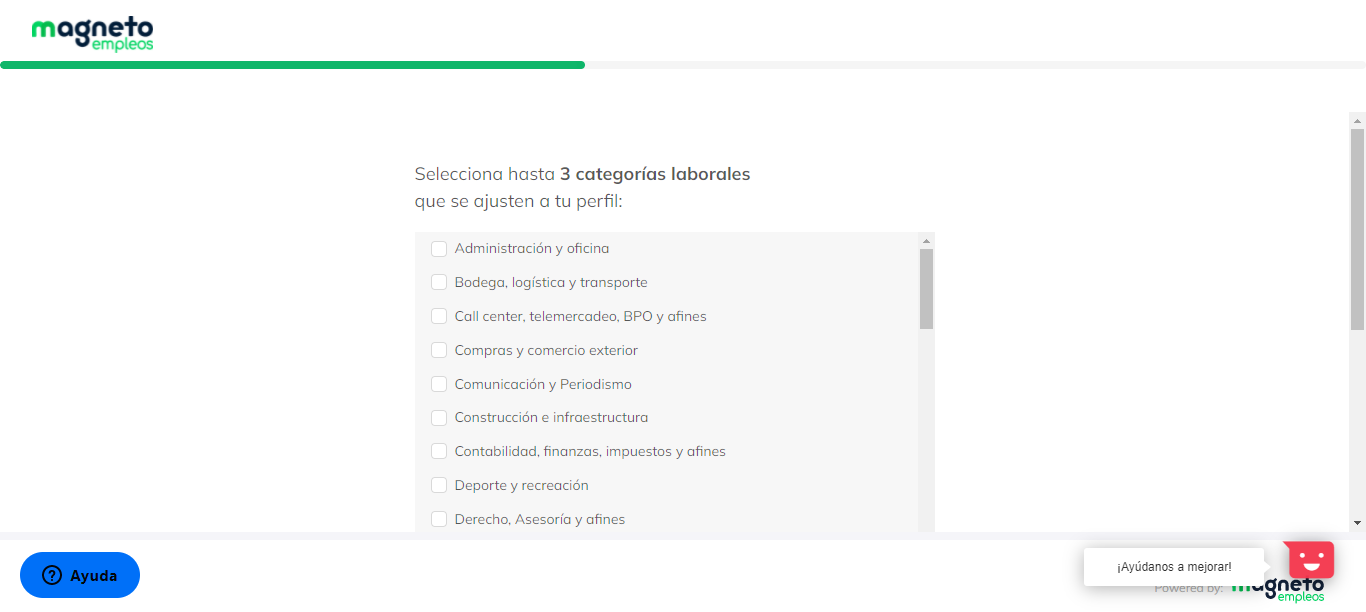 magneto
empleos
Selecciona hasta 3 categorías laborales
que se ajusten a tu perfil:
Administración y oficina
Bodega, logística y transporte
Call center, telemercadeo, BPO y afines
Compras y comercio exterior
Comunicación y Periodismo
Construcción e infraestructura
Contabilidad, finanzas, impuestos y afines
Deporte y recreación
Derecho, Asesoría y afines
? Ayuda
¡Ayúdanos a mejorar!
Powered by: magneto
empleos